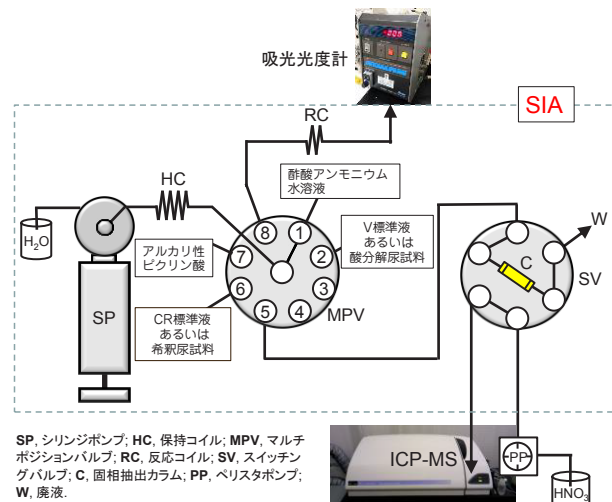 吸光光度計
SIA
RC
HC
酢酸アンモニウム
水溶液
H₂O
8
1
V標準液
あるいは
酸分解尿試料
W
アルカリ性
ピクリン酸
7
2
C
SV
6
3
CR標準液
あるいは
希釈尿試料
5
4
MPV
SP
SP, シリンジポンプ; HC, 保持コイル; MPV, マルチ
ポジションバルブ; RC, 反応コイル; SV, スイッチン
グバルブ; C, 固相抽出カラム; PP, ペリスタポンプ;
W, 廃液.
ICP-MS
PP
HNO₃